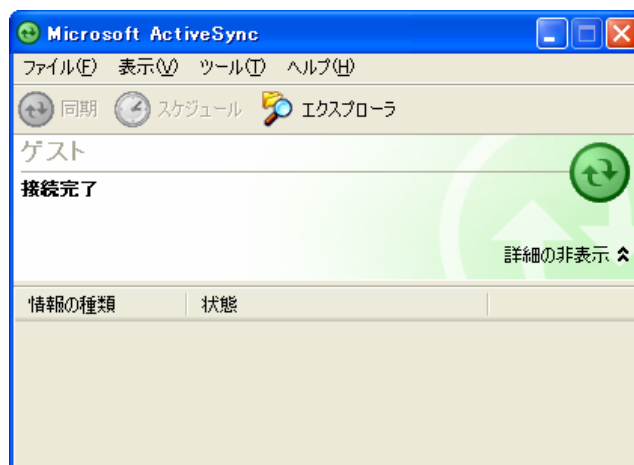 Microsoft ActiveSync
ファイル(F) 表示(V) ツール(T) ヘルプ(H)
同期 スケジュール エクスプローラ
ゲスト
接続完了
詳細の非表示
情報の種類 状態